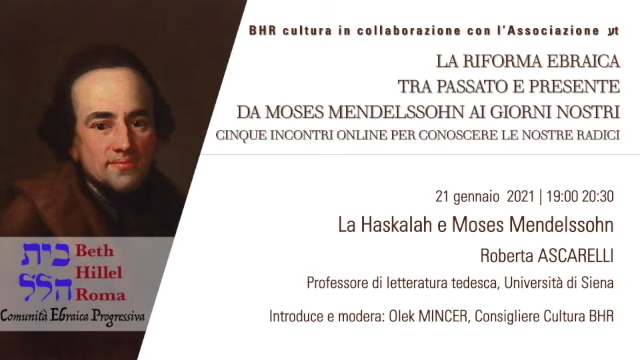 BHR cultura in collaborazione con l'Associazione yt
LA RIFORMA EBRAICA
TRA PASSATO E PRESENTE
DA MOSES MENDELSSOHN AI GIORNI NOSTRI
CINQUE INCONTRI ONLINE PER CONOSCERE LE NOSTRE RADICI
21 gennaio 2021 | 19:00 20:30
La Haskalah e Moses Mendelssohn
Roberta ASCARELLI
Professore di letteratura tedesca, Università di Siena
Introduce e modera: Olek MINCER, Consigliere Cultura BHR
בית
הלל
Beth
Hillel
Roma
Comunità Ebraica Progressiva